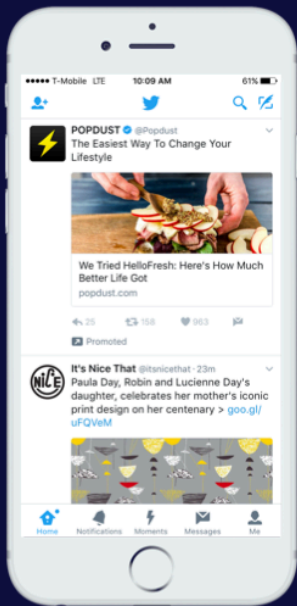 T-Mobile LTE 10:09 AM 61%
POPDUST @Popdust
The Easiest Way To Change Your
Lifestyle
We Tried HelloFresh: Here's How Much
Better Life Got
popdust.com
25 158 963
Promoted
NICE
It's Nice That @itsnicethat · 23m
Paula Day, Robin and Lucienne Day's
daughter, celebrates her mother's iconic
print design on her centenary > goo.gl/
uFQVeM
Home Notifications Moments Messages Me